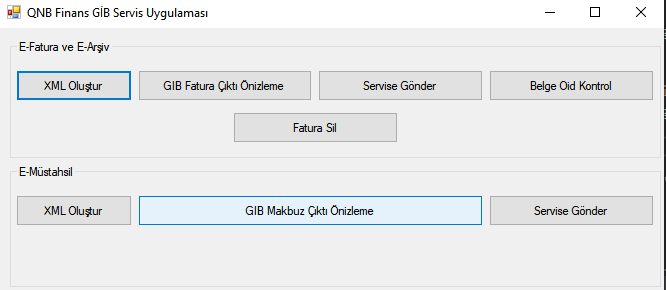 QNB Finans GİB Servis Uygulaması
E-Fatura ve E-Arşiv
XML Oluştur
GIB Fatura Çıktı Önizleme
Servise Gönder
Belge Oid Kontrol
Fatura Sil
E-Müstahsil
XML Oluştur
GIB Makbuz Çıktı Önizleme
Servise Gönder